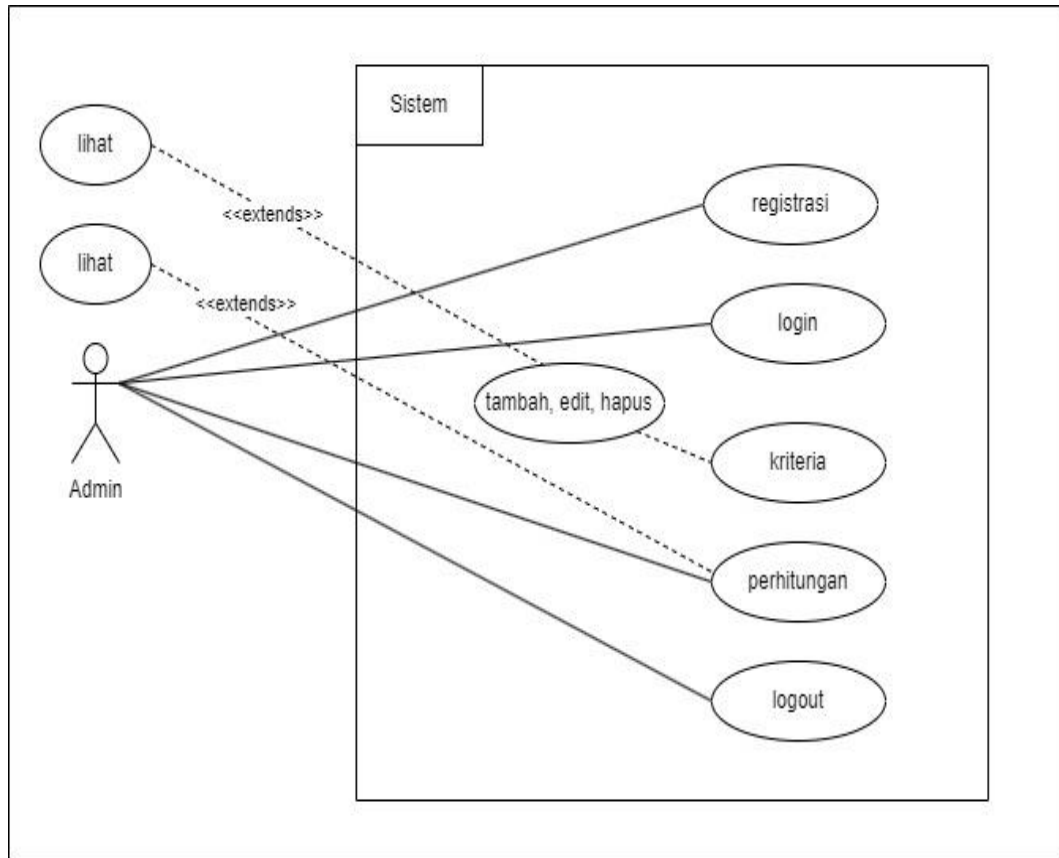 Sistem
lihat
registrasi
<<extends>>
lihat
<<extends>>
login
tambah, edit, hapus
kriteria
Admin
perhitungan
logout